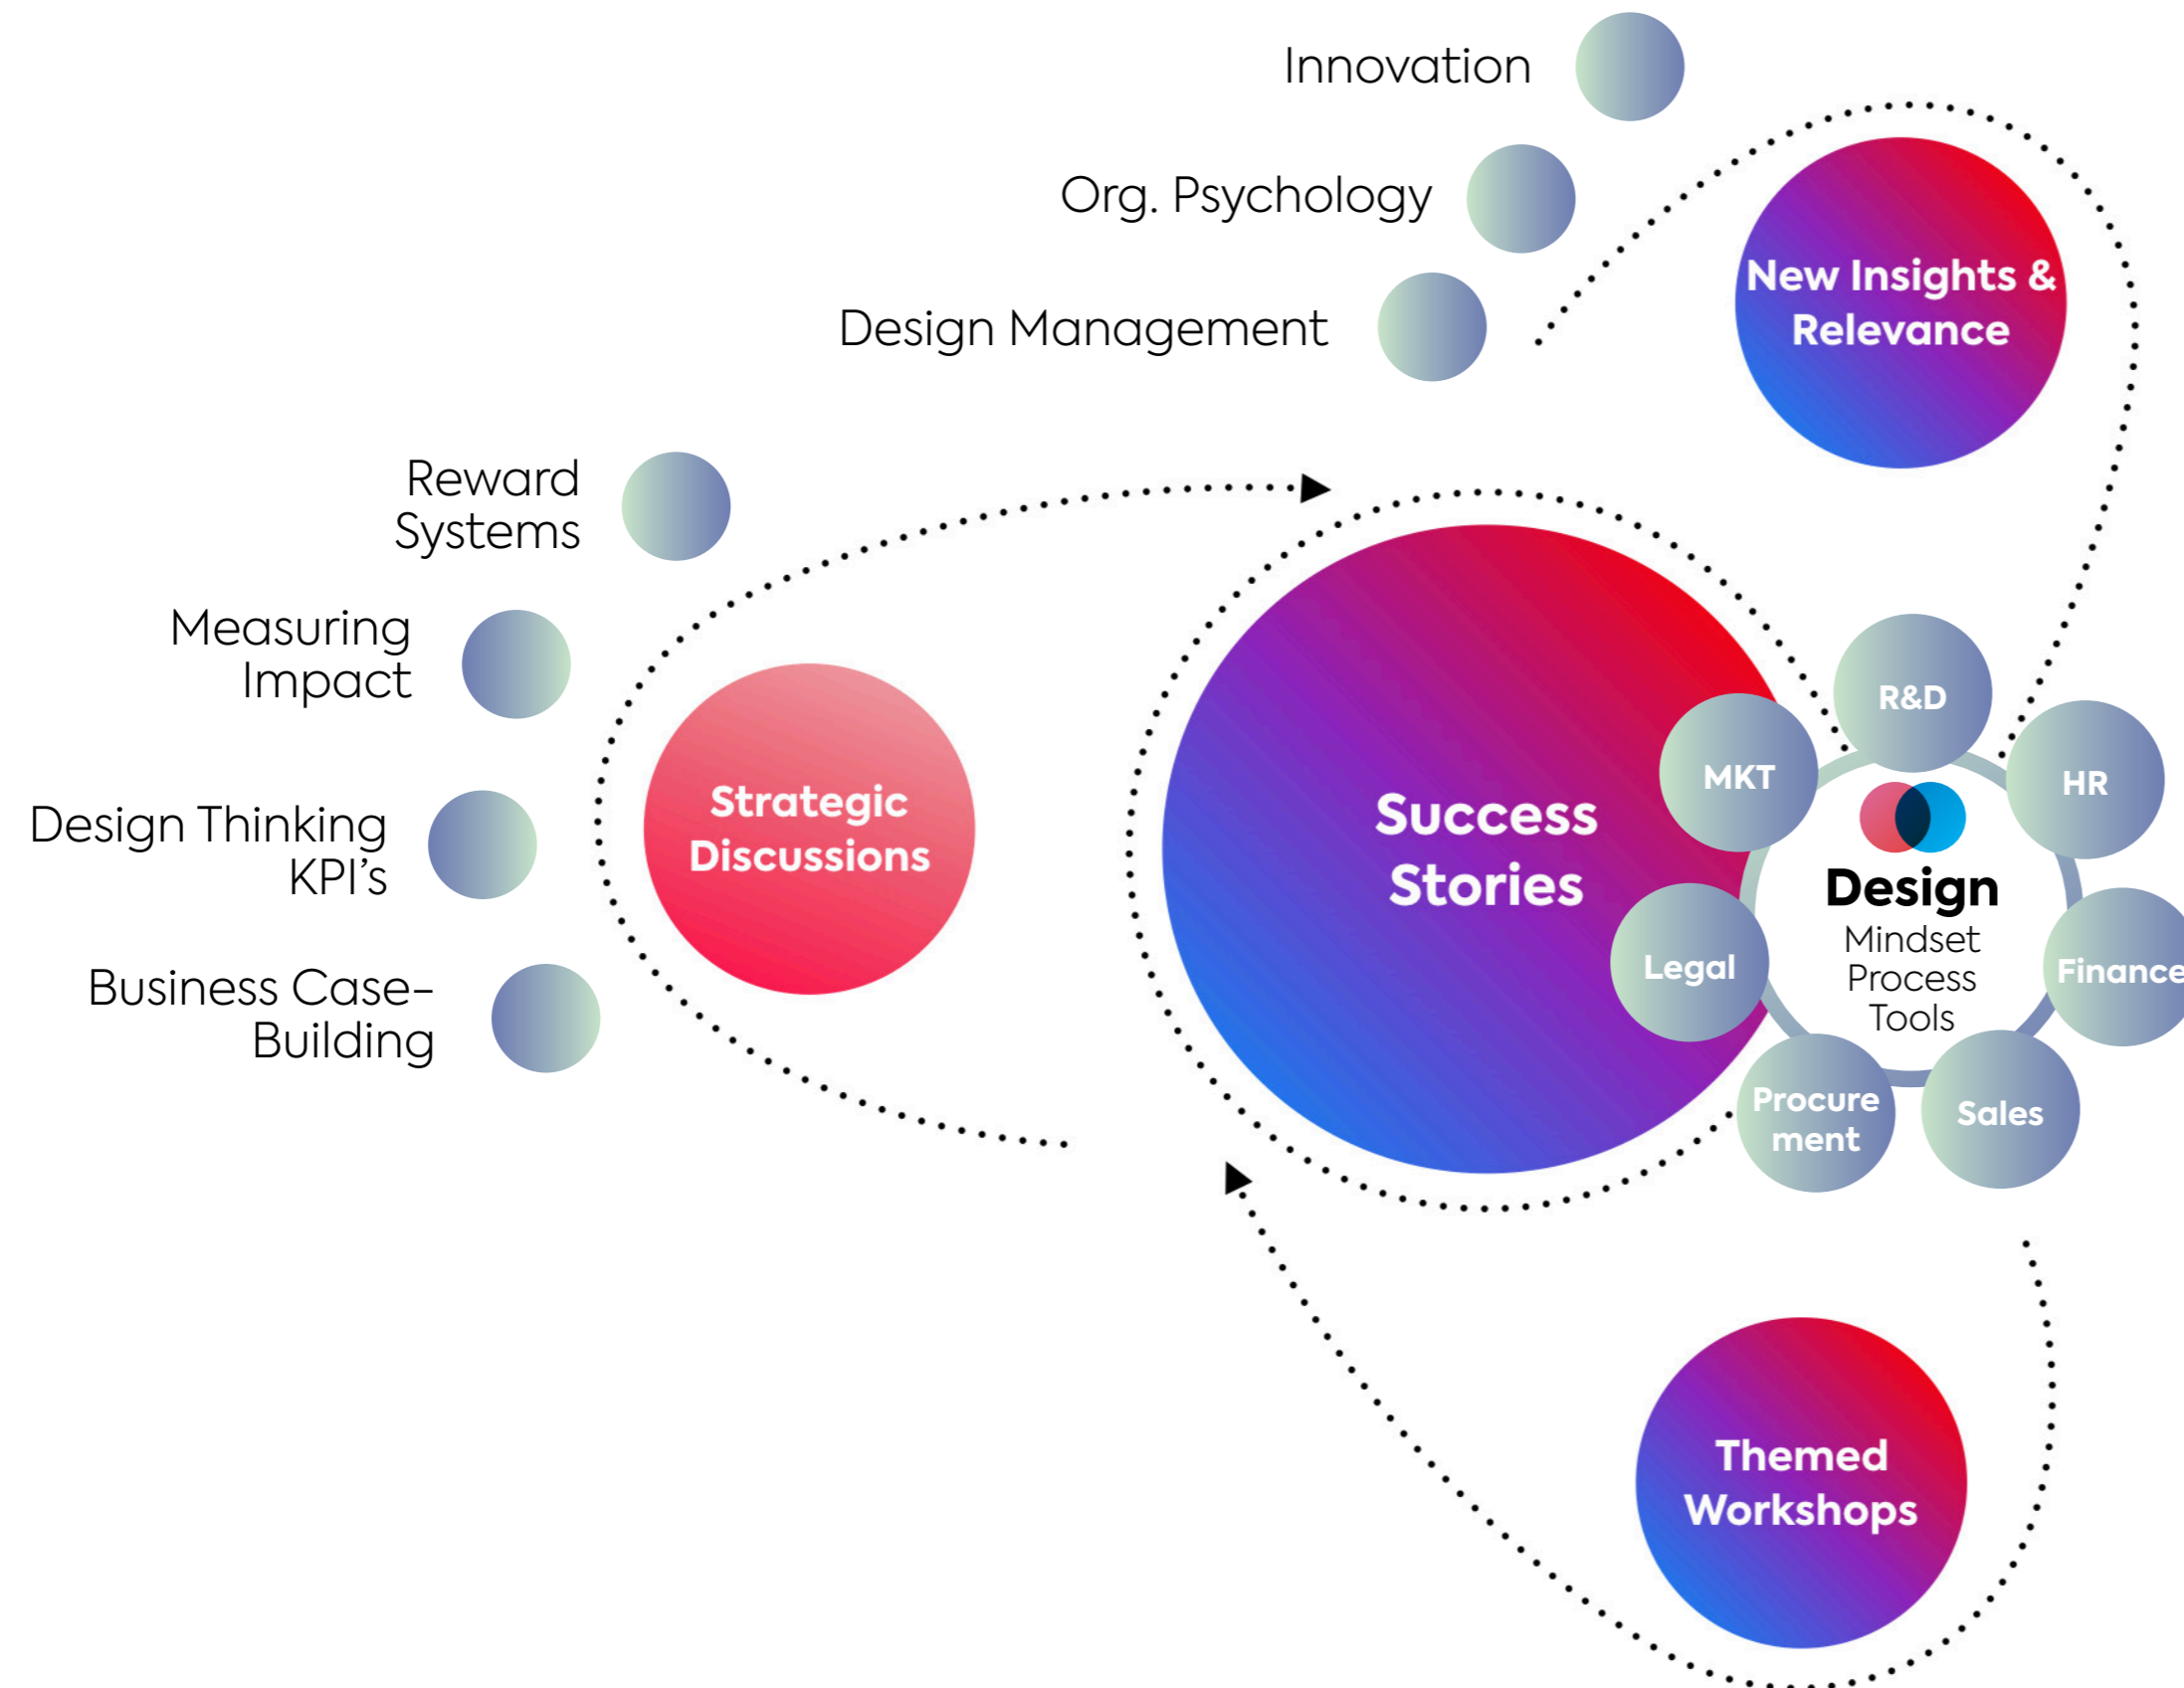 Innovation
Org. Psychology
Design Management
New Insights &
Relevance
Reward
Systems
Measuring
Impact
Design Thinking
KPI's
Business Case-
Building
Strategic
Discussions
Success
Stories
R&D
MKT
HR
Legal
Finance
Procure
ment
Sales
Design
Mindset
Process
Tools
Themed
Workshops